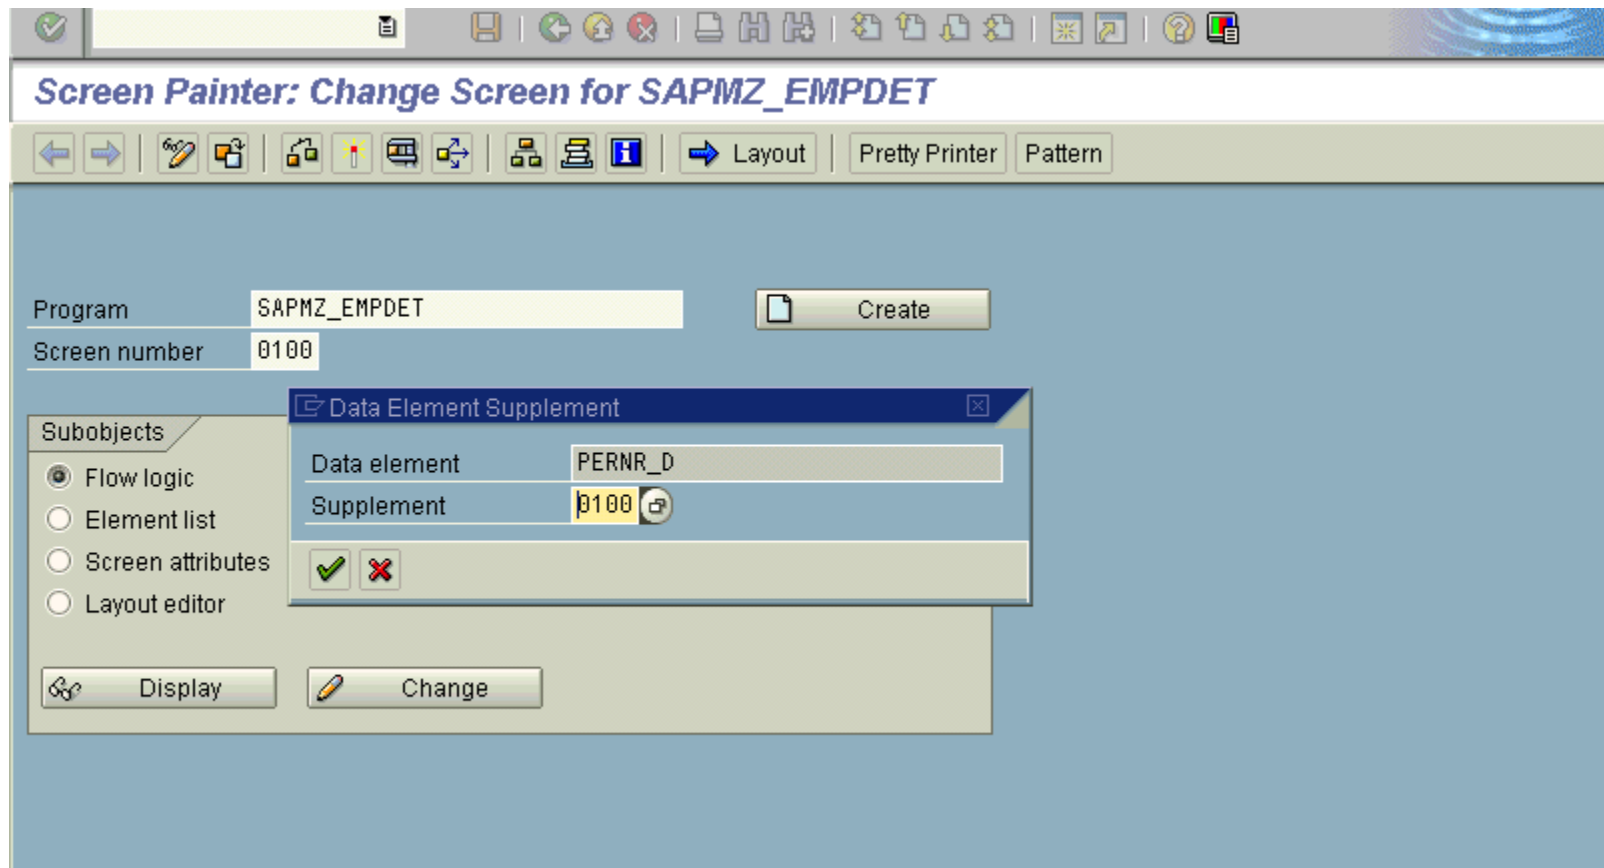 Screen Painter: Change Screen for SAPMZ_EMPDET
Layout Pretty Printer Pattern
Program SAPMZ_EMPDET Create
Screen number 0100
Data Element Supplement
Subobjects
Data element PERNR_D
Flow logic
Supplement 0100
Element list
Screen attributes
Layout editor
Display Change